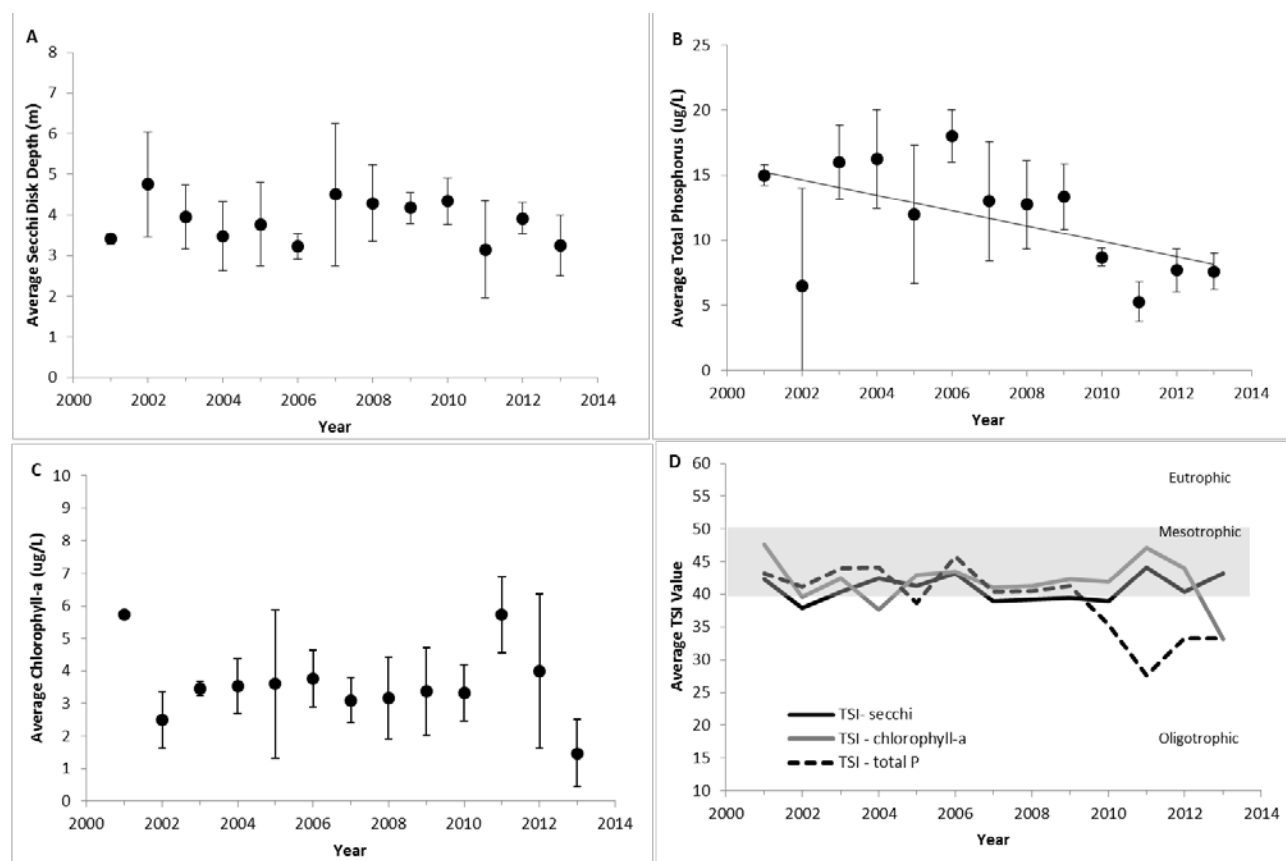 A
Average Secchi Disk Depth (m)
8
7
6
5
4
3
2
1
0
2000 2002 2004 2006 2008 2010 2012 2014
Year
B
Average Total Phosphorus (ug/L)
25
20
15
10
5
0
2000 2002 2004 2006 2008 2010 2012 2014
Year
C
Average Chlorophyll-a (ug/L)
10
9
8
7
6
5
4
3
2
1
0
2000 2002 2004 2006 2008 2010 2012 2014
Year
D
Average TSI Value
60
55
50
45
40
35
30
25
20
15
10
Eutrophic
Mesotrophic
Oligotrophic
TSI- secchi
TSI - chlorophyll-a
TSI - total P
2000 2002 2004 2006 2008 2010 2012 2014
Year